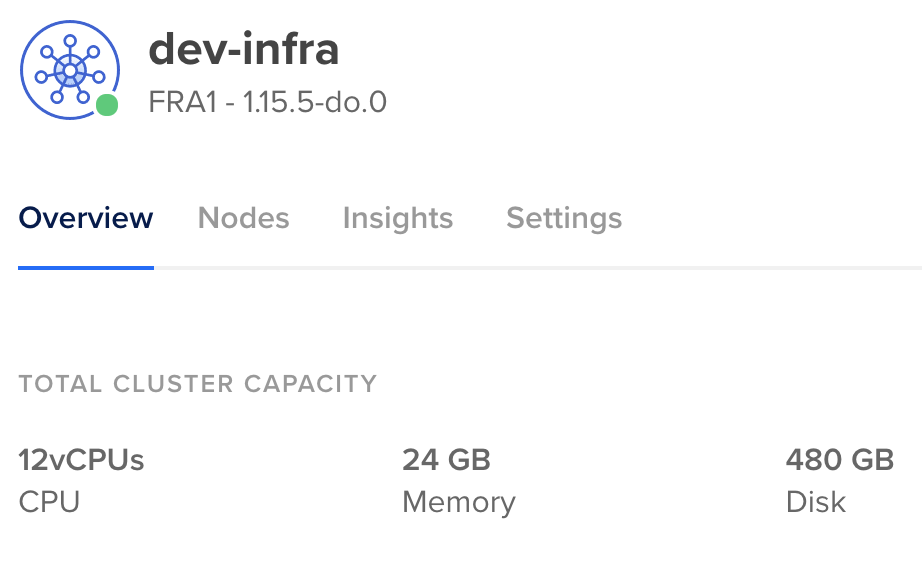 dev-infra
FRA1 - 1.15.5-do.0
Overview Nodes Insights Settings
TOTAL CLUSTER CAPACITY
12vCPUs 24 GB 480 GB
CPU Memory Disk